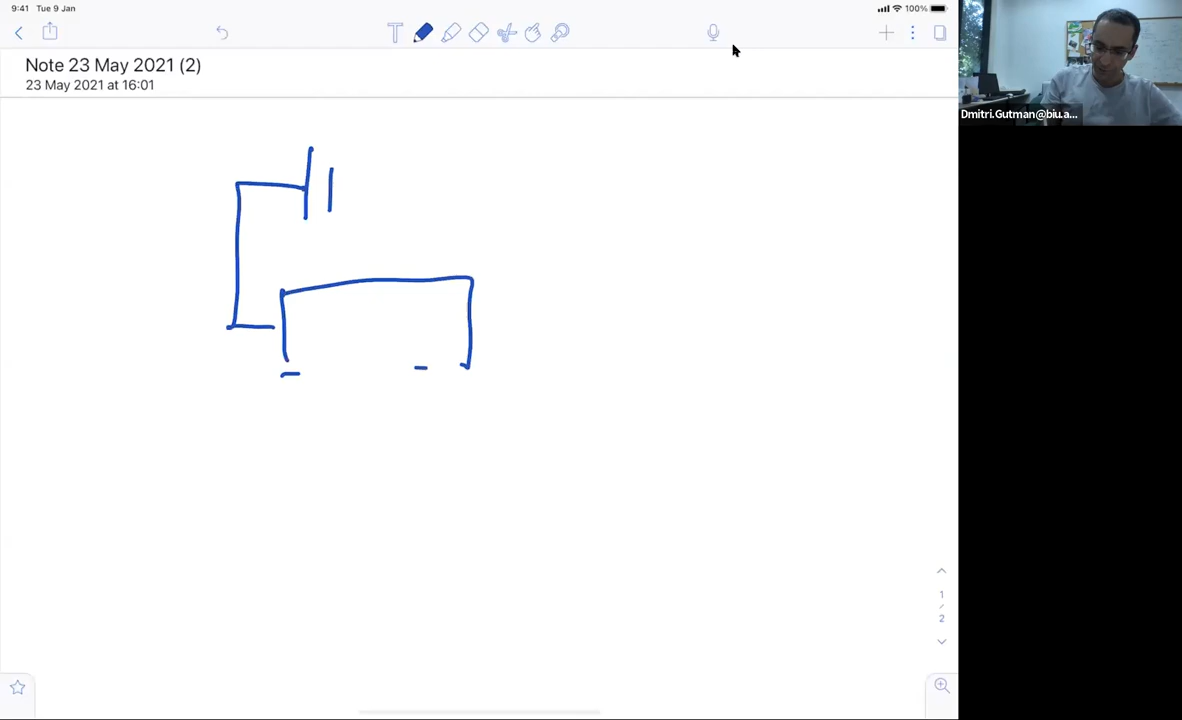 9:41 Tue 9 Jan
100%
T
Note 23 May 2021 (2)
23 May 2021 at 16:01
Dmitri.Gutman@biu.a...
1
/
2